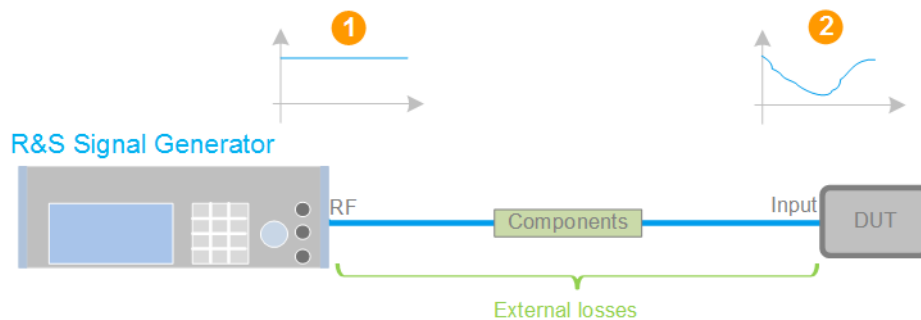 1
2
R&S Signal Generator
RF
Components
Input
DUT
External losses